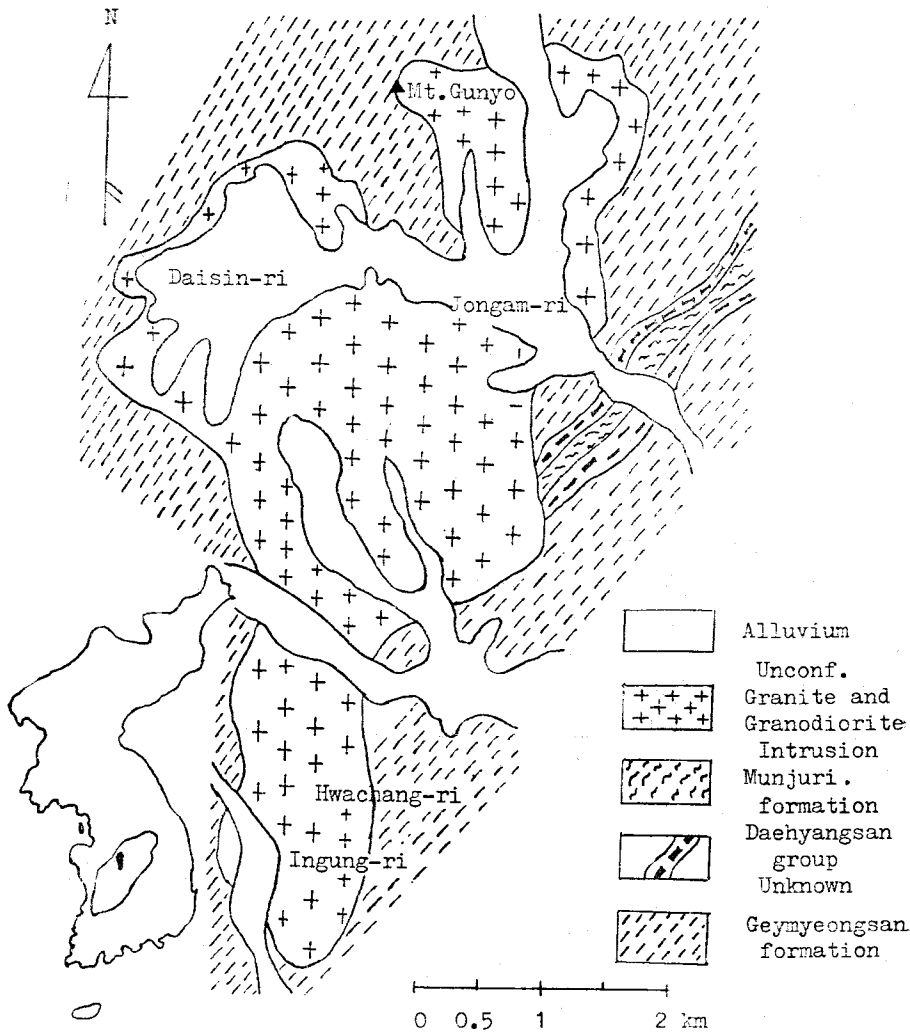 N
Mt.Gunyo
Daisin-ri
Jongam-ri
Hwachang-ri
Ingung-ri
Alluvium
Unconf.
Granite and
Granodiorite
Intrusion
Munjuri.
formation
Daehyangsan
group
Unknown
Geymyeongsan
formation
0 0.5 1 2 km